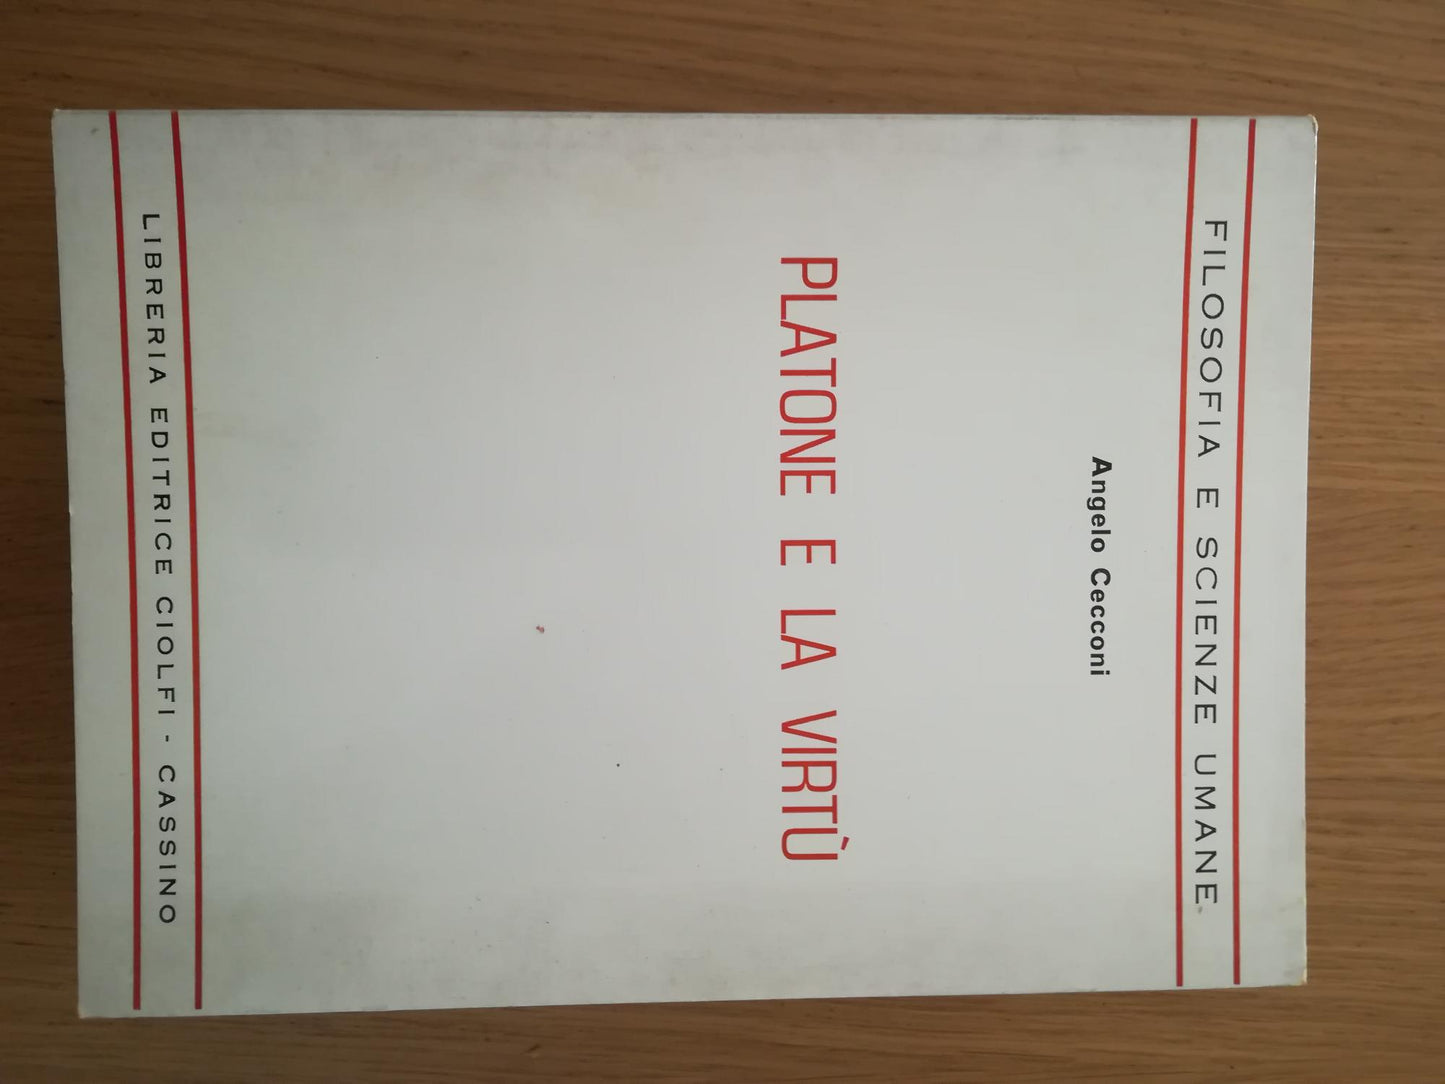 FILOSOFIA E SCIENZE UMANE
Angelo Cecconi
PLATONE E LA VIRTÙ
LIBRERIA EDITRICE CIOLFI - CASSINO